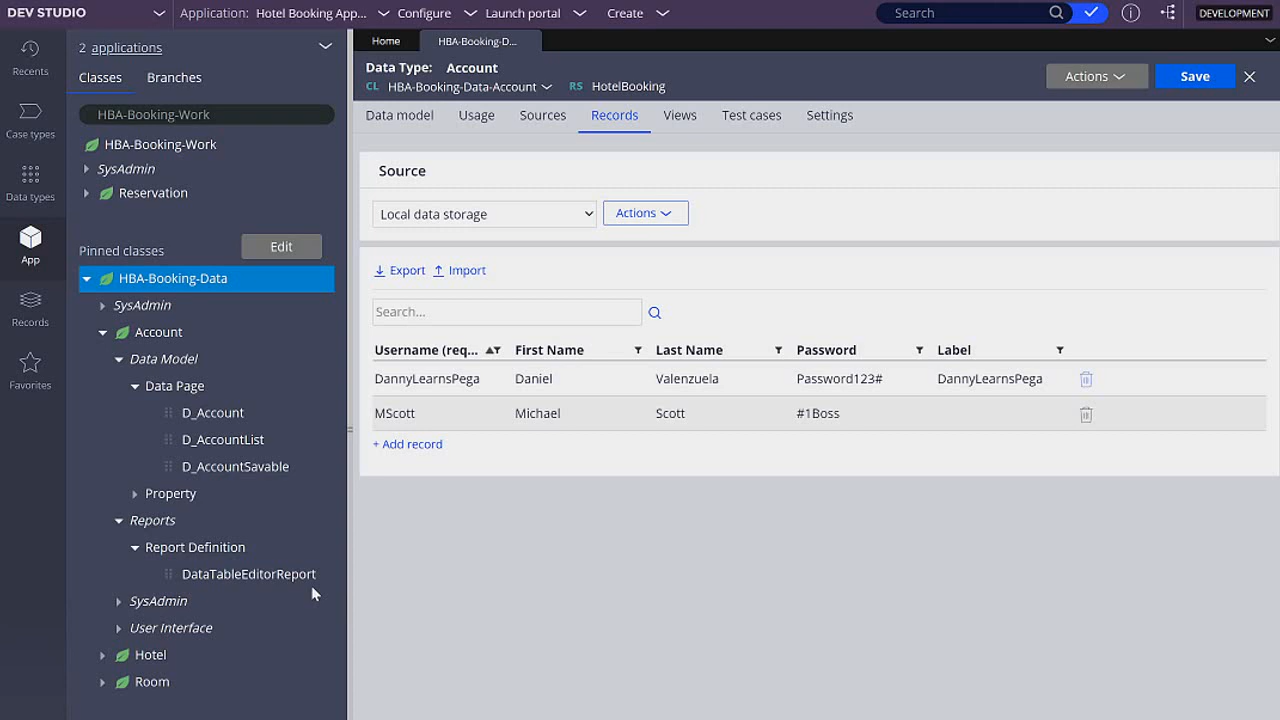 DEV STUDIO
Application: Hotel Booking App...
Configure
Launch portal
Create
Search
DEVELOPMENT
Recents
Case types
Data types
App
Records
Favorites
2 applications
Classes
Branches
HBA-Booking-Work
HBA-Booking-Work
SysAdmin
Reservation
Pinned classes
Edit
HBA-Booking-Data
SysAdmin
Account
Data Model
Data Page
D_Account
D_AccountList
D_AccountSavable
Property
Reports
Report Definition
DataTableEditorReport
SysAdmin
User Interface
Hotel
Room
Home
HBA-Booking-D...
Data Type: Account
CL HBA-Booking-Data-Account RS HotelBooking
Actions
Save
Data model Usage Sources Records Views Test cases Settings
Source
Local data storage
Actions
Export Import
Search...
Username (req... First Name Last Name Password Label
DannyLearnsPega Daniel Valenzuela Password123# DannyLearnsPega
MScott Michael Scott #1Boss
+ Add record